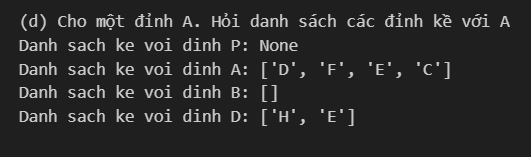 (d) Cho một đỉnh A. Hỏi danh sách các đỉnh kề với A
Danh sach ke voi dinh P: None
Danh sach ke voi dinh A: ['D', 'F', 'E', 'C']
Danh sach ke voi dinh B: []
Danh sach ke voi dinh D: ['H', 'E']